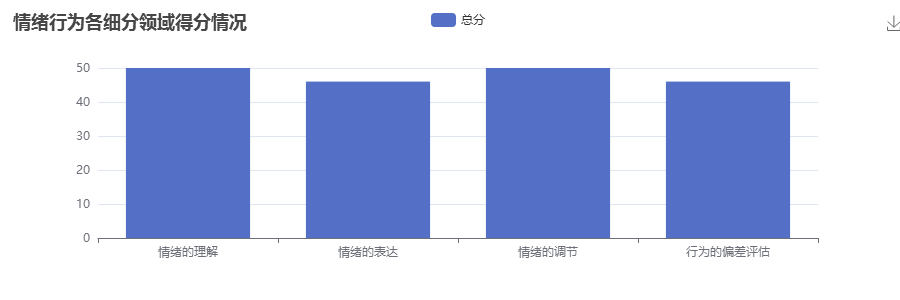 情绪行为各细分领域得分情况
总分
50
40
30
20
10
0
情绪的理解
情绪的表达
情绪的调节
行为的偏差评估